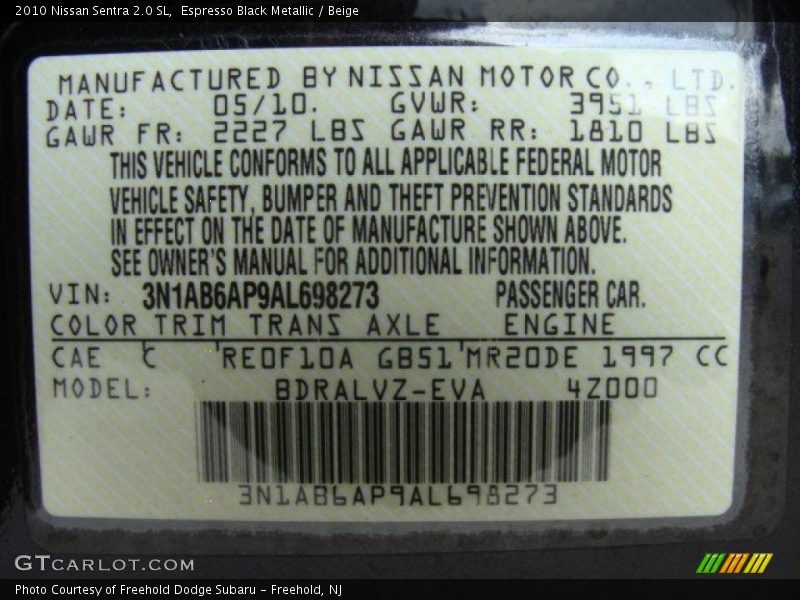 2010 Nissan Sentra 2.0 SL,  Espresso Black Metallic / Beige
MANUFACTURED BY NISSAN MOTOR CO., LTD.
DATE: 05/10. GVWR: 3951 LBS
GAWR FR: 2227 LBS GAWR RR: 1810 LBS
THIS VEHICLE CONFORMS TO ALL APPLICABLE FEDERAL MOTOR
VEHICLE SAFETY, BUMPER AND THEFT PREVENTION STANDARDS
IN EFFECT ON THE DATE OF MANUFACTURE SHOWN ABOVE.
SEE OWNER'S MANUAL FOR ADDITIONAL INFORMATION.
VIN: 3N1AB6AP9AL698273 PASSENGER CAR.
COLOR TRIM TRANS AXLE ENGINE
CAE C RE0F10A GB51 MR20DE 1997 CC
MODEL: BDRALVZ-EVA 4Z000
3N1AB6AP9AL698273
GTCARLOT.COM
Photo Courtesy of Freehold Dodge Subaru - Freehold, NJ